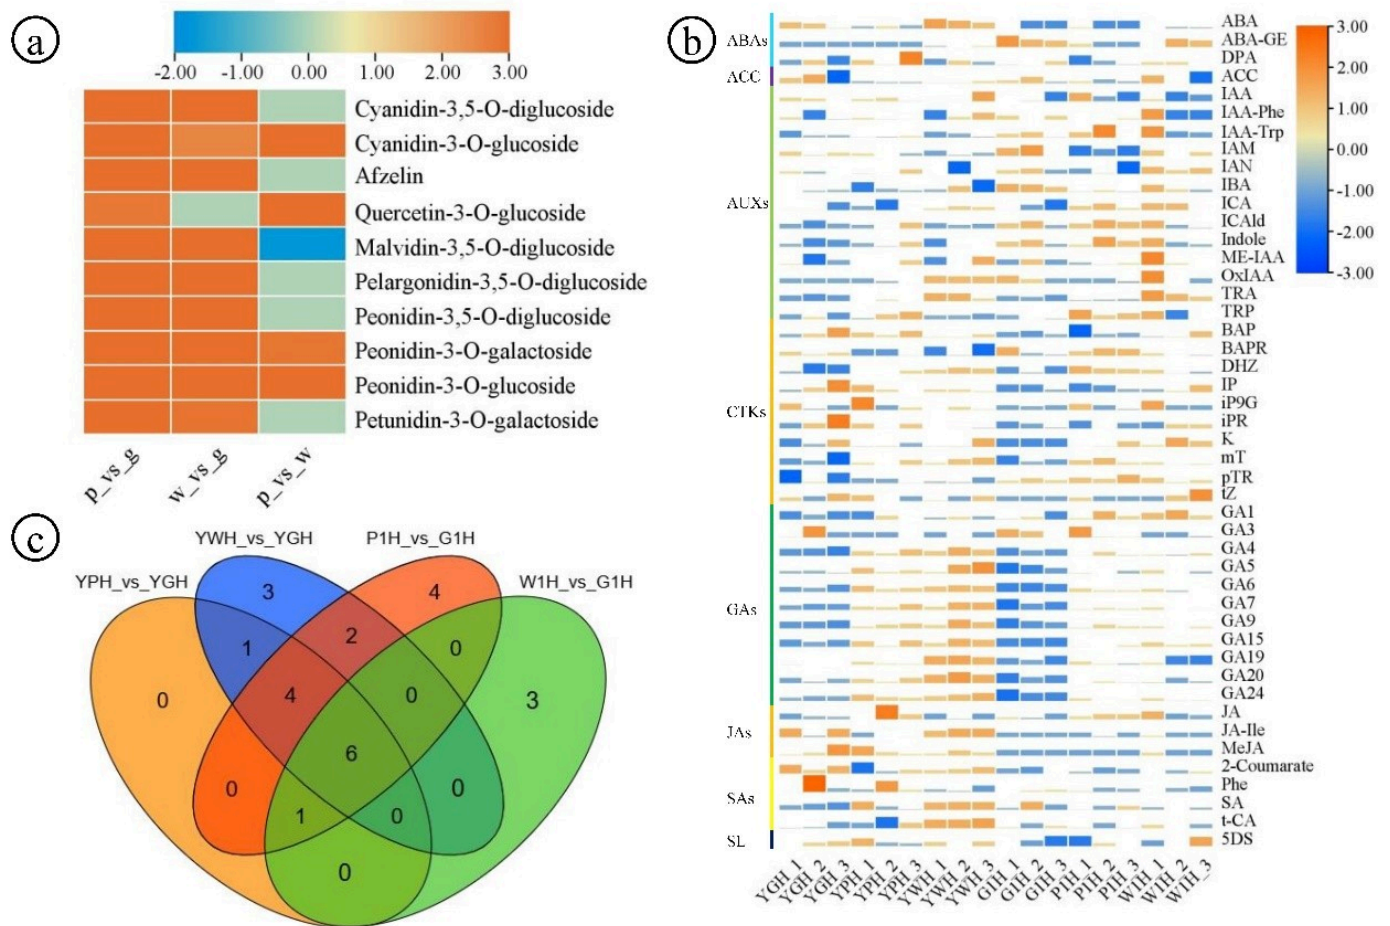 a
-2.00 -1.00 0.00 1.00 2.00 3.00
Cyanidin-3,5-O-diglucoside
Cyanidin-3-O-glucoside
Afzelin
Quercetin-3-O-glucoside
Malvidin-3,5-O-diglucoside
Pelargonidin-3,5-O-diglucoside
Peonidin-3,5-O-diglucoside
Peonidin-3-O-galactoside
Peonidin-3-O-glucoside
Petunidin-3-O-galactoside
p_vs_g w_vs_g p_vs_w
b
ABAs
ACC
AUXs
CTKs
GAs
JAs
SAs
SL
ABA
ABA-GE
DPA
ACC
IAA
IAA-Phe
IAA-Trp
IAM
IAN
IBA
ICA
ICAld
Indole
ME-IAA
OxIAA
TRA
TRP
BAP
BAPR
DHZ
IP
iP9G
iPR
K
mT
pTR
tZ
GA1
GA3
GA4
GA5
GA6
GA7
GA9
GA15
GA19
GA20
GA24
JA
JA-Ile
MeJA
2-Coumarate
Phe
SA
t-CA
5DS
YGH_1 YGH_2 YGH_3 YPH_1 YPH_2 YPH_3 YWH_1 YWH_2 YWH_3 G1H_1 G1H_2 G1H_3 P1H_1 P1H_2 P1H_3 W1H_1 W1H_2 W1H_3
3.00
2.00
1.00
0.00
-1.00
-2.00
-3.00
c
YWH_vs_YGH P1H_vs_G1H
YPH_vs_YGH W1H_vs_G1H
3 4
2
1 0
4 0
0 3
6
0 0
1 0
0